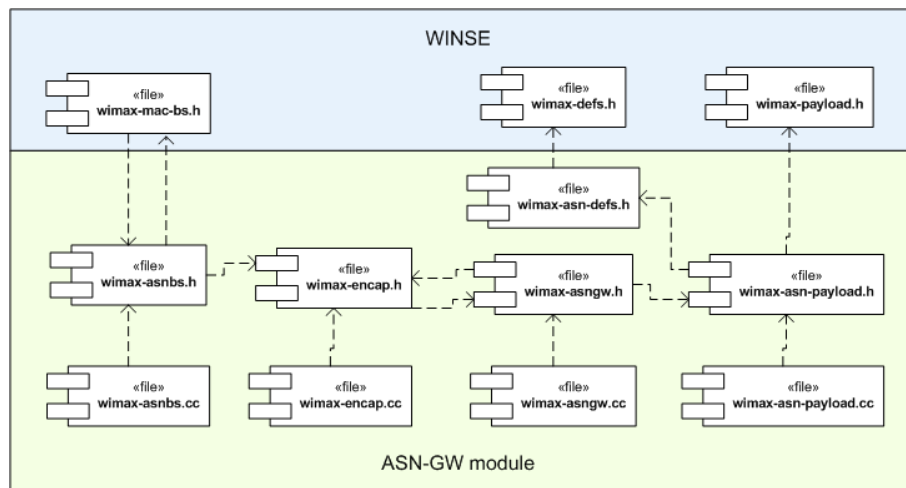 WINSE
«file»
wimax-mac-bs.h
«file»
wimax-defs.h
«file»
wimax-payload.h
«file»
wimax-asn-defs.h
«file»
wimax-asnbs.h
«file»
wimax-encap.h
«file»
wimax-asngw.h
«file»
wimax-asn-payload.h
«file»
wimax-asnbs.cc
«file»
wimax-encap.cc
«file»
wimax-asngw.cc
«file»
wimax-asn-payload.cc
ASN-GW module